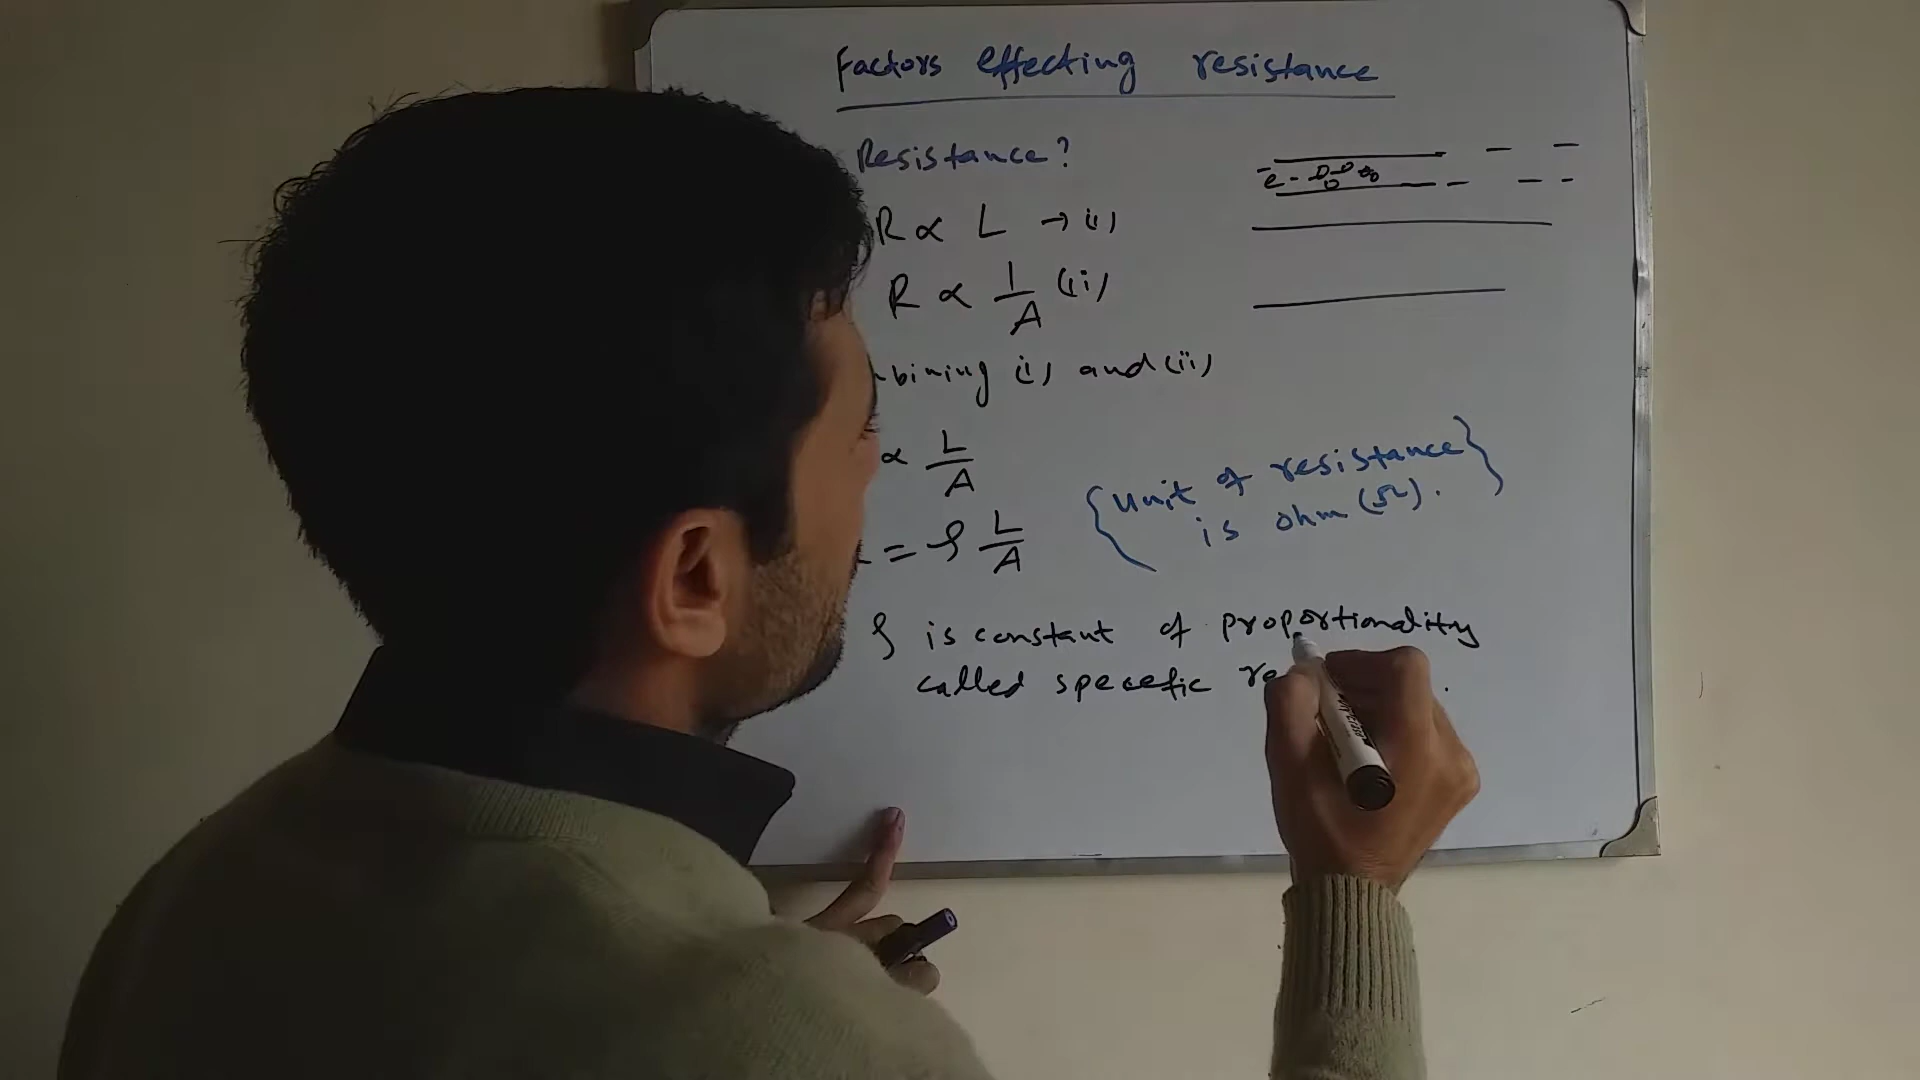 Factors effecting resistance
Resistance?
e-
R ∝ L → (i)
R ∝ 1/A (ii)
and (ii)
∝ L/A
{ unit of resistance
is ohm (Ω). }
= ρ L/A
ρ is constant of proportionality
called specefic